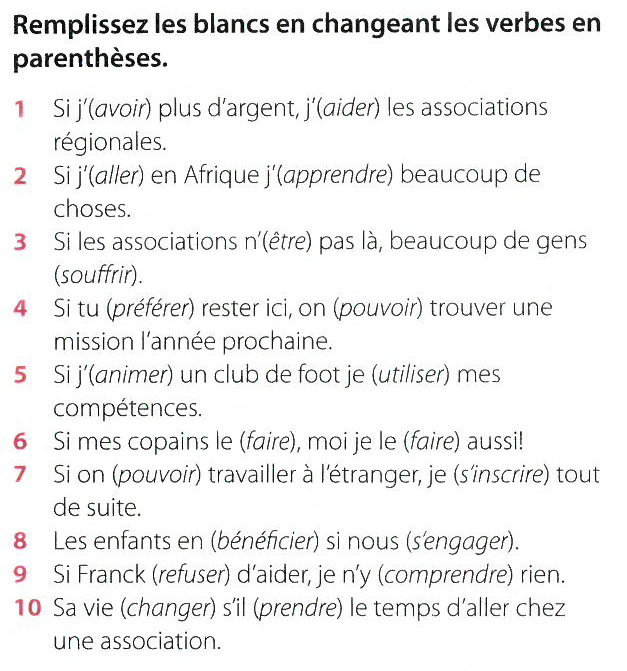 Remplissez les blancs en changeant les verbes en
parenthèses.
1 Si j'(avoir) plus d'argent, j'(aider) les associations
régionales.
2 Si j'(aller) en Afrique j'(apprendre) beaucoup de
choses.
3 Si les associations n'(être) pas là, beaucoup de gens
(souffrir).
4 Si tu (préférer) rester ici, on (pouvoir) trouver une
mission l'année prochaine.
5 Si j'(animer) un club de foot je (utiliser) mes
compétences.
6 Si mes copains le (faire), moi je le (faire) aussi!
7 Si on (pouvoir) travailler à l'étranger, je (s'inscrire) tout
de suite.
8 Les enfants en (bénéficier) si nous (s'engager).
9 Si Franck (refuser) d'aider, je n'y (comprendre) rien.
10 Sa vie (changer) s'il (prendre) le temps d'aller chez
une association.